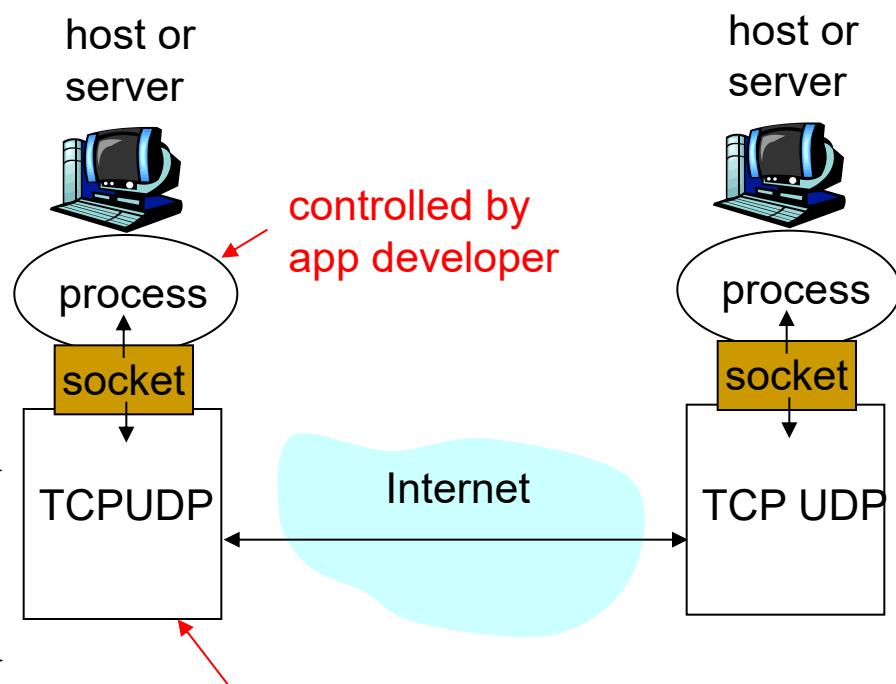 host or
server
host or
server
controlled by
app developer
process
process
socket
socket
Internet
TCPUDP
TCP UDP